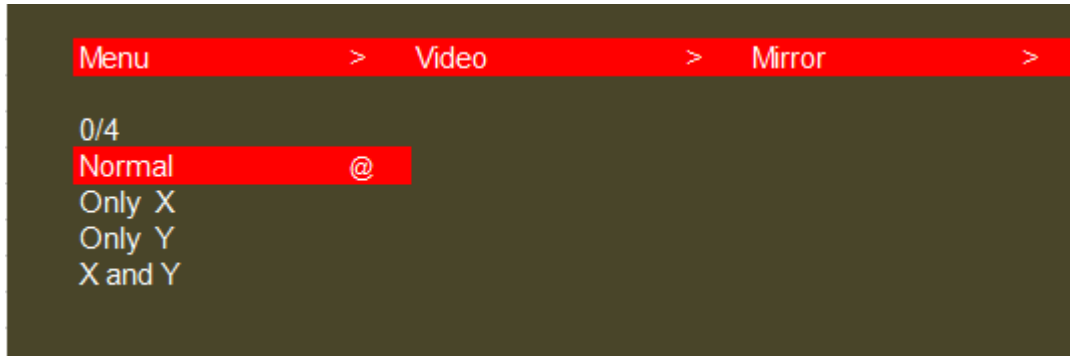 Menu > Video > Mirror >
0/4
Normal @
Only X
Only Y
X and Y